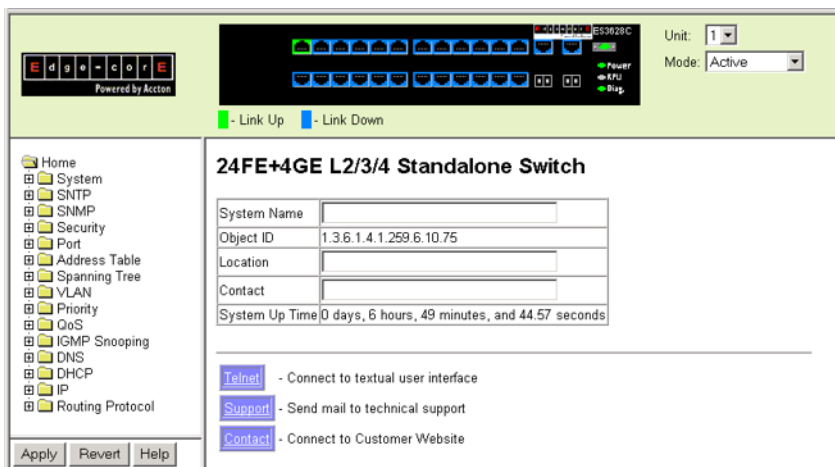 Edge-corE
Powered by Accton
ES3628C
Power
RPU
Diag.
Unit: 1
Mode: Active
- Link Up - Link Down
Home
System
SNTP
SNMP
Security
Port
Address Table
Spanning Tree
VLAN
Priority
QoS
IGMP Snooping
DNS
DHCP
IP
Routing Protocol
Apply Revert Help
24FE+4GE L2/3/4 Standalone Switch
System Name
Object ID 1.3.6.1.4.1.259.6.10.75
Location
Contact
System Up Time 0 days, 6 hours, 49 minutes, and 44.57 seconds
Telnet - Connect to textual user interface
Support - Send mail to technical support
Contact - Connect to Customer Website